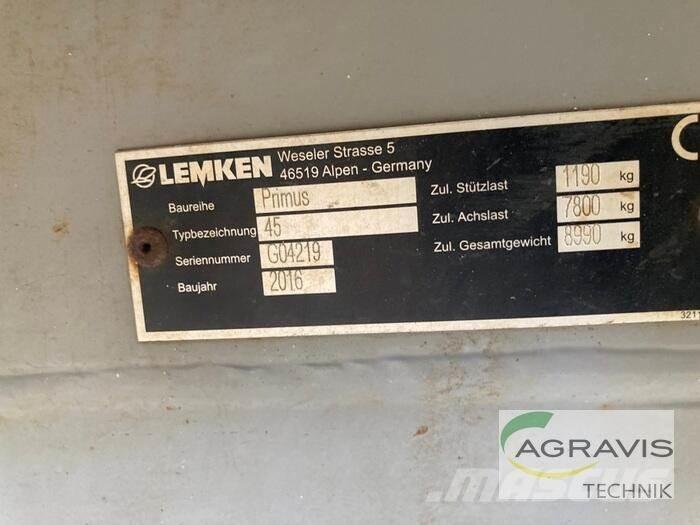 LEMKEN Weseler Strasse 5
46519 Alpen - Germany
Baureihe Primus
Typbezeichnung 45
Seriennummer G04219
Baujahr 2016
Zul. Stützlast 1190 kg
Zul. Achslast 7800 kg
Zul. Gesamtgewicht 8990 kg
C
3211
AGRAVIS
TECHNIK